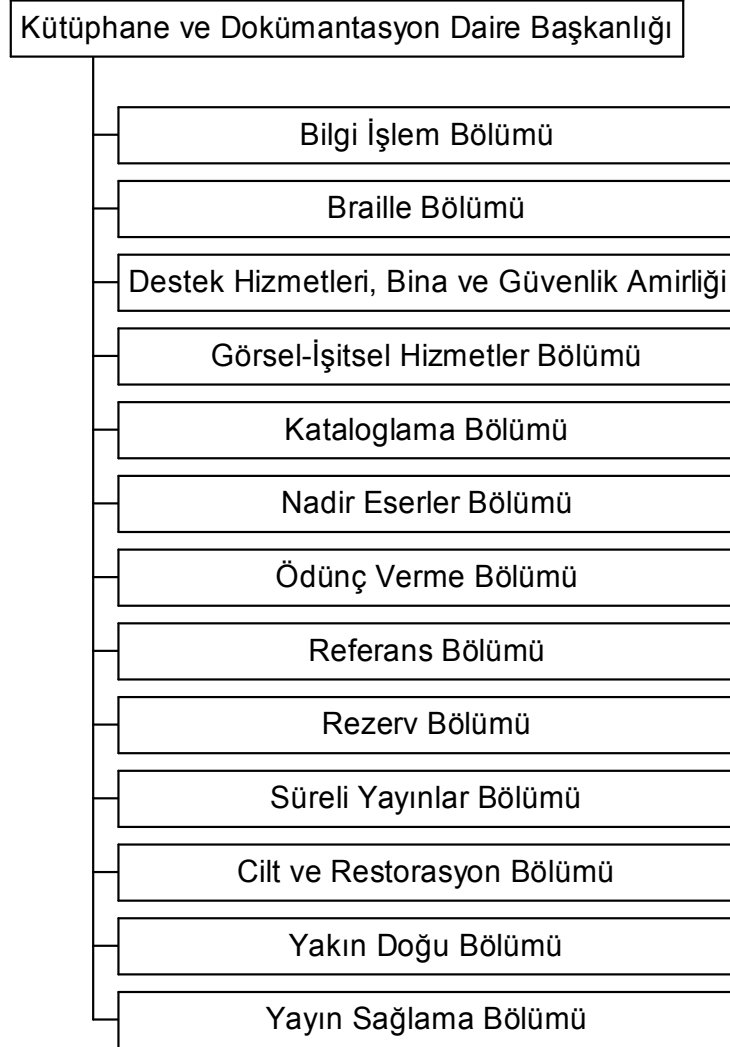 Kütüphane ve Dokümantasyon Daire Başkanlığı
Bilgi İşlem Bölümü
Braille Bölümü
Destek Hizmetleri, Bina ve Güvenlik Amirliği
Görsel-İşitsel Hizmetler Bölümü
Kataloglama Bölümü
Nadir Eserler Bölümü
Ödünç Verme Bölümü
Referans Bölümü
Rezerv Bölümü
Süreli Yayınlar Bölümü
Cilt ve Restorasyon Bölümü
Yakın Doğu Bölümü
Yayın Sağlama Bölümü